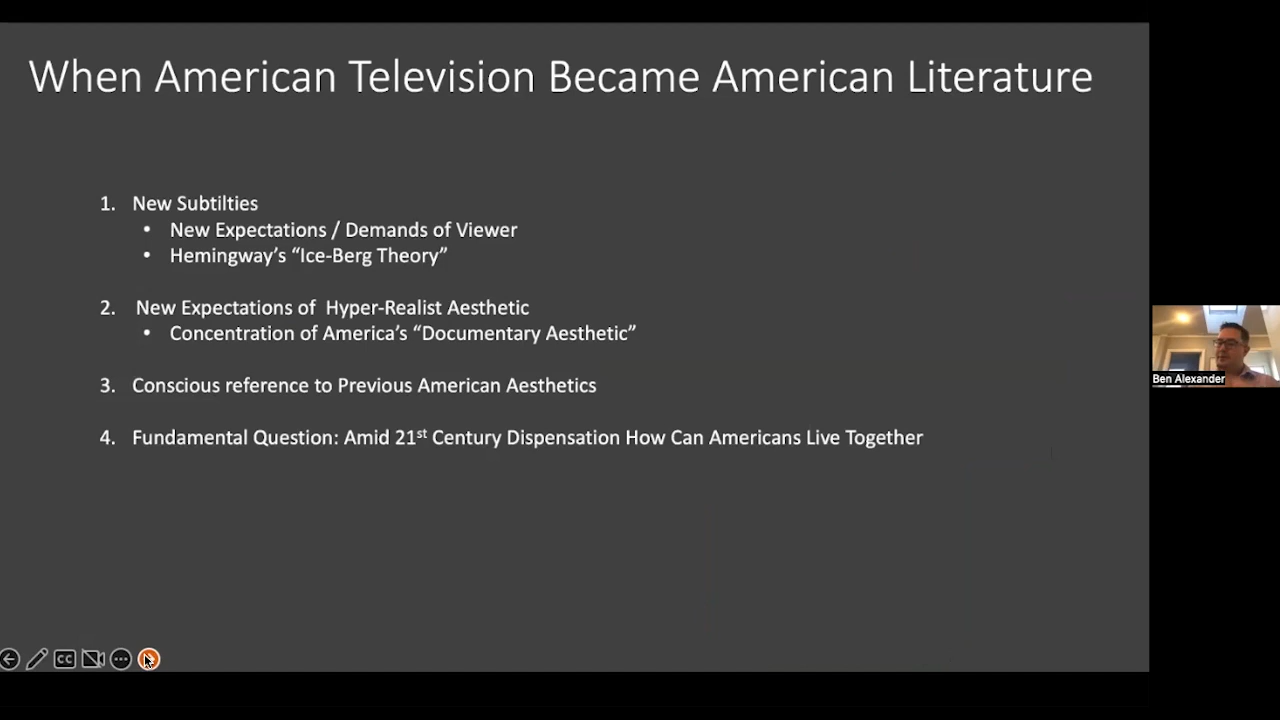 When American Television Became American Literature
1. New Subtilties
• New Expectations / Demands of Viewer
• Hemingway's “Ice-Berg Theory”
2. New Expectations of Hyper-Realist Aesthetic
• Concentration of America's “Documentary Aesthetic”
3. Conscious reference to Previous American Aesthetics
4. Fundamental Question: Amid 21st Century Dispensation How Can Americans Live Together
Ben Alexander
CC